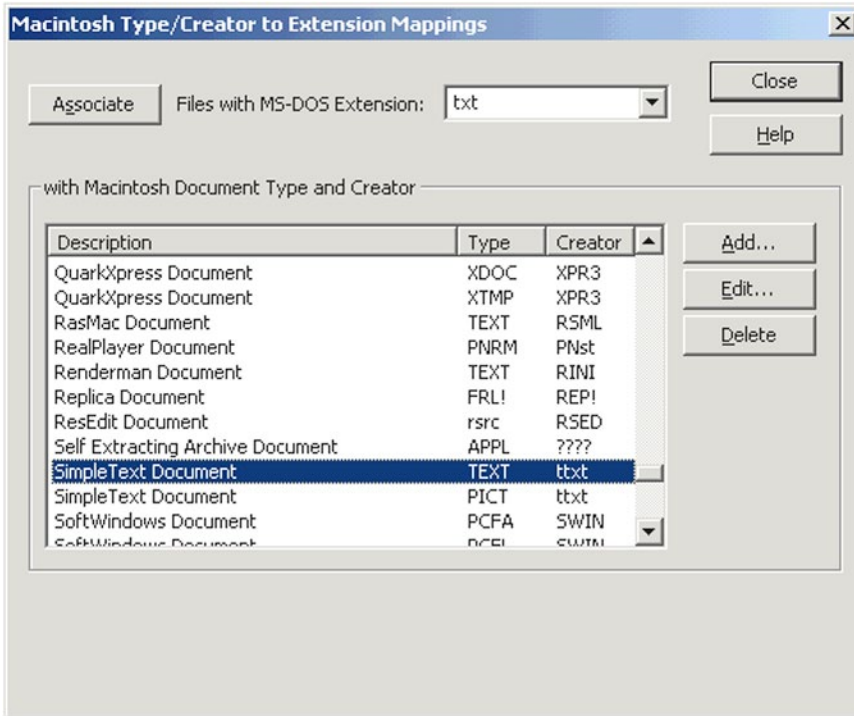 Macintosh Type/Creator to Extension Mappings
Associate Files with MS-DOS Extension: txt Close
Help
with Macintosh Document Type and Creator
Description Type Creator Add...
QuarkXpress Document XDOC XPR3
QuarkXpress Document XTMP XPR3 Edit...
RasMac Document TEXT RSML
RealPlayer Document PNRM PNst Delete
Renderman Document TEXT RINI
Replica Document FRL! REP!
ResEdit Document rsrc RSED
Self Extracting Archive Document APPL ????
SimpleText Document TEXT ttxt
SimpleText Document PICT ttxt
SoftWindows Document PCFA SWIN
SoftWindows Document SWIN